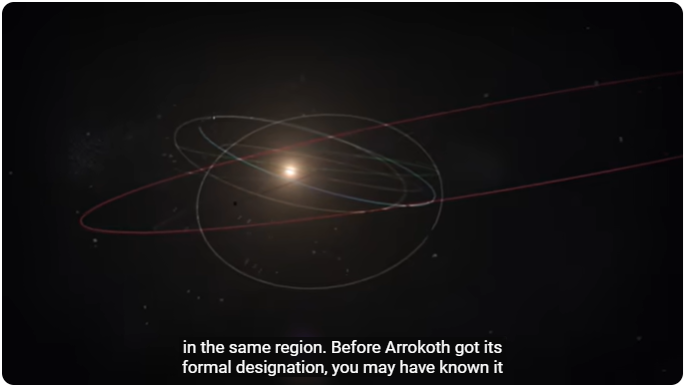 in the same region. Before Arrokoth got its
formal designation, you may have known it